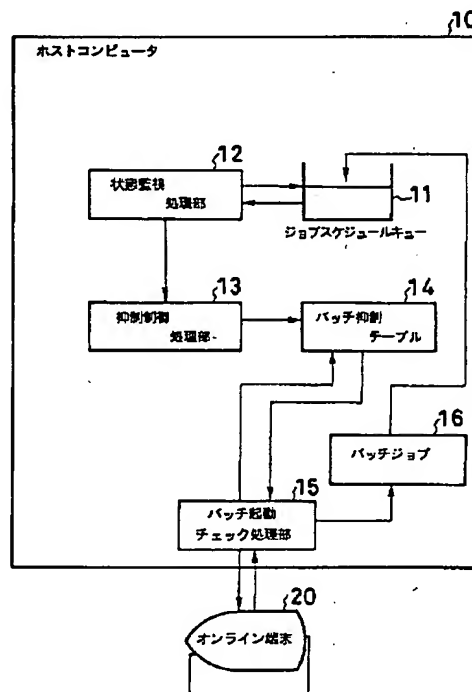 10
ホストコンピュータ
12
状態監視
処理部
11
ジョブスケジュールキュー
13
抑制制御
処理部
14
バッチ抑制
テーブル
16
バッチジョブ
15
バッチ起動
チェック処理部
20
オンライン端末